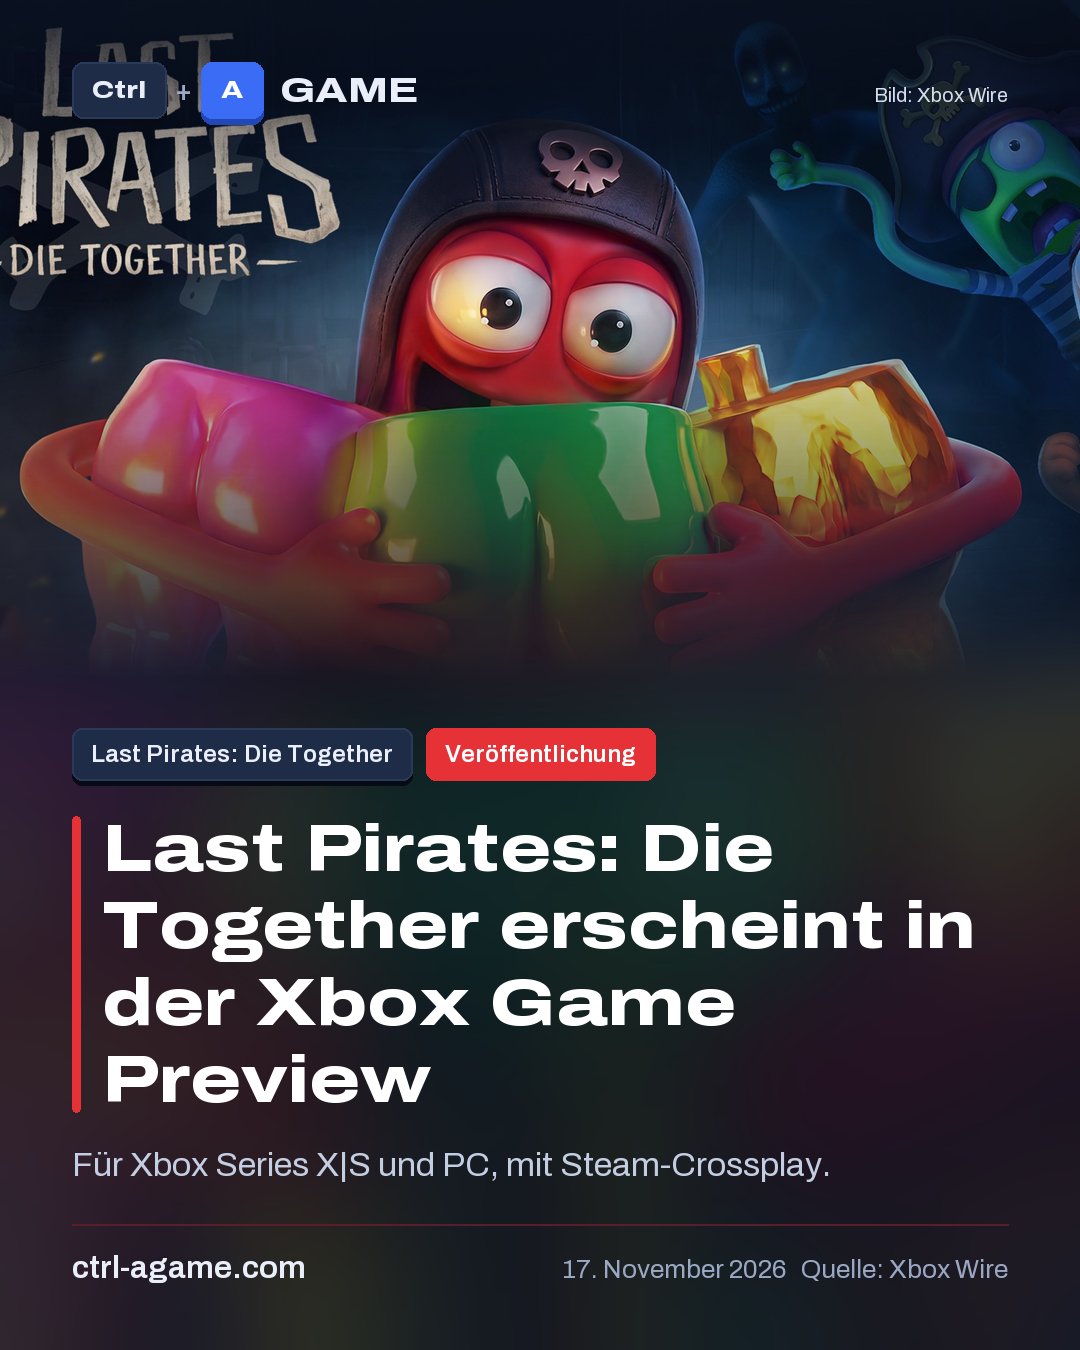 LAST
PIRATES
DIE TOGETHER
Ctrl + A GAME
Bild: Xbox Wire
Last Pirates: Die Together
Veröffentlichung
Last Pirates: Die
Together erscheint in
der Xbox Game
Preview
Für Xbox Series X|S und PC, mit Steam-Crossplay.
ctrl-agame.com
17. November 2026 Quelle: Xbox Wire